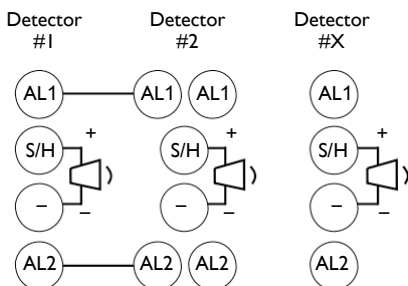 Detector #1 Detector #2 Detector #X
AL1 AL1 AL1 AL1
+ + +
S/H S/H S/H
– – –
– – –
AL2 AL2 AL2 AL2